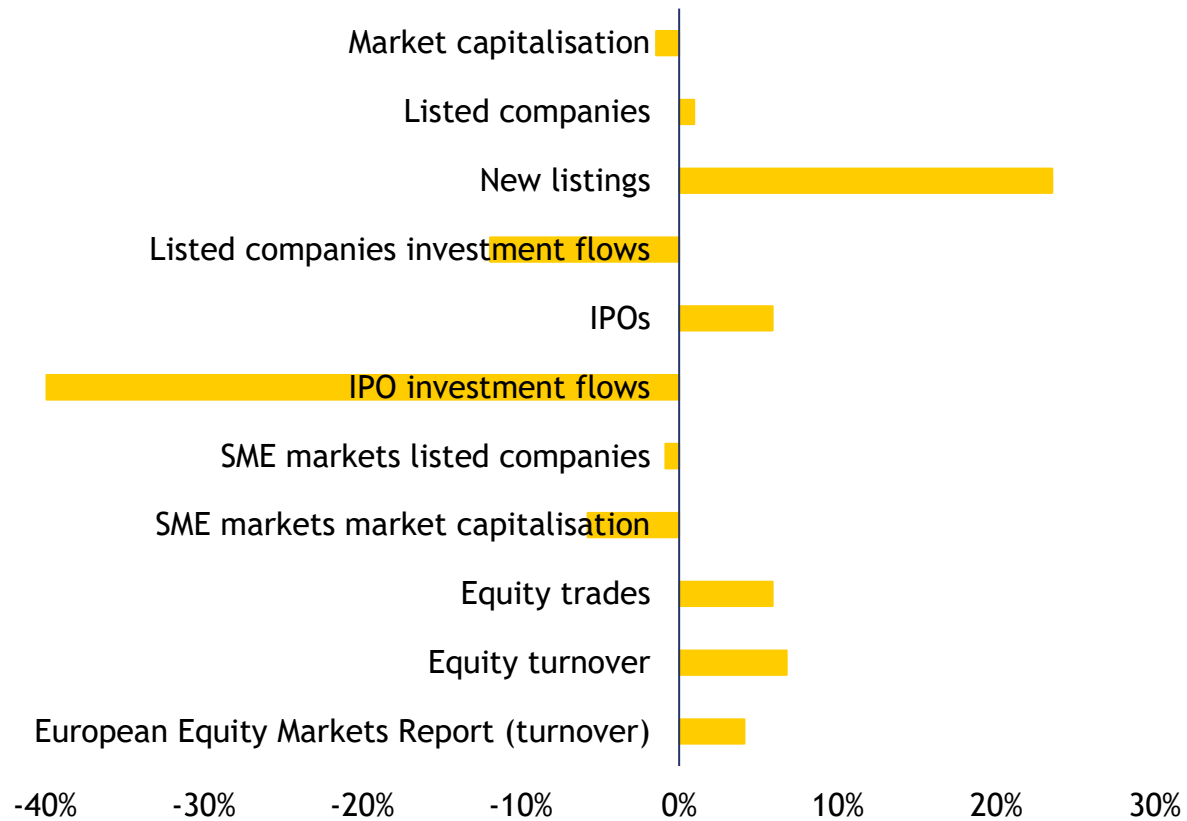 Market capitalisation
Listed companies
New listings
Listed companies investment flows
IPOs
IPO investment flows
SME markets listed companies
SME markets market capitalisation
Equity trades
Equity turnover
European Equity Markets Report (turnover)
-40% -30% -20% -10% 0% 10% 20% 30%